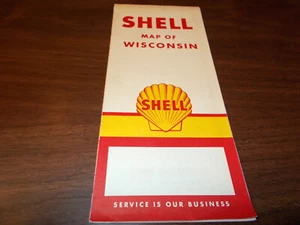 SHELL
MAP OF
WISCONSIN
SHELL
SERVICE IS OUR BUSINESS